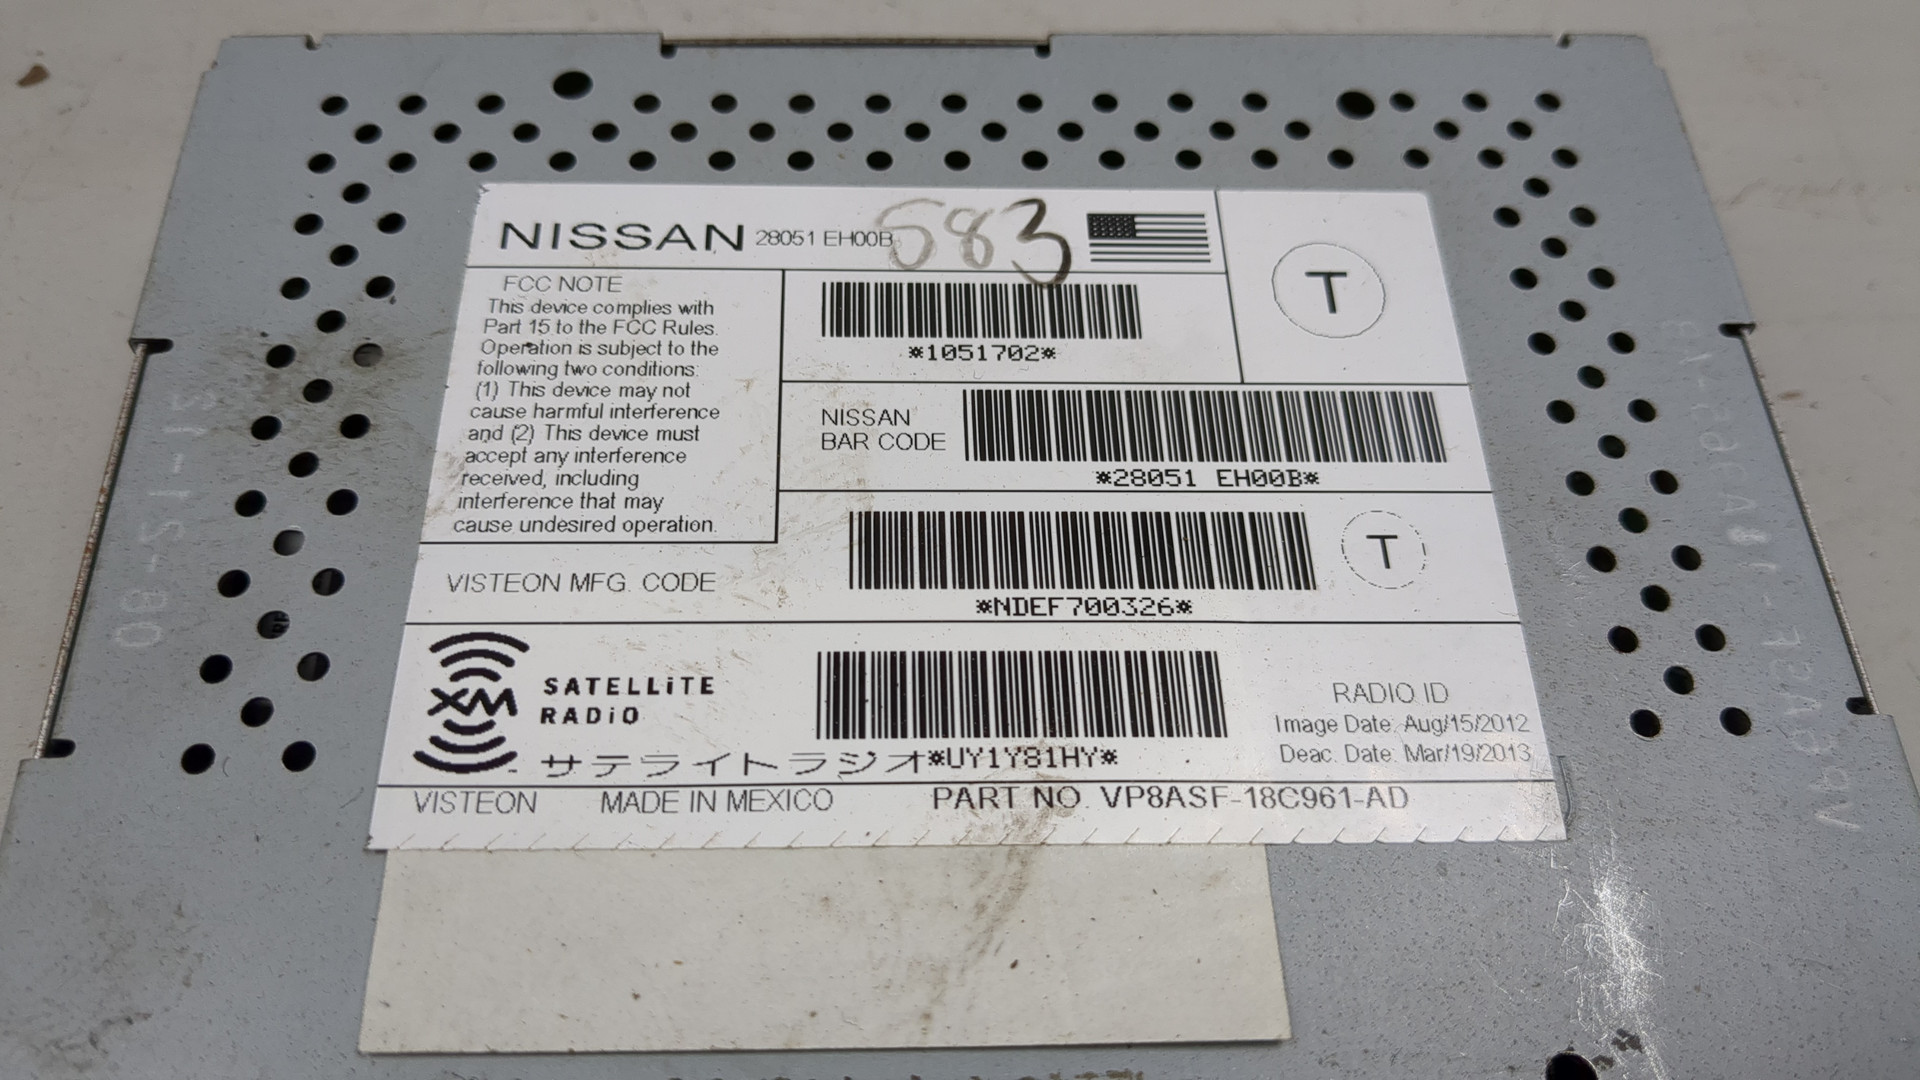 NISSAN 28051 EH00B 583
T
FCC NOTE
This device complies with
Part 15 to the FCC Rules.
Operation is subject to the
following two conditions:
(1) This device may not
cause harmful interference
and (2) This device must
accept any interference
received, including
interference that may
cause undesired operation.
*1051702*
NISSAN
BAR CODE
*28051 EH00B*
VISTEON MFG. CODE
*NDEF700326*
T
XM SATELLiTE
RADiO
サテライトラジオ
*UY1Y81HY*
RADIO ID
Image Date: Aug/15/2012
Deac. Date: Mar/19/2013
VISTEON MADE IN MEXICO PART NO. VP8ASF-18C961-AD